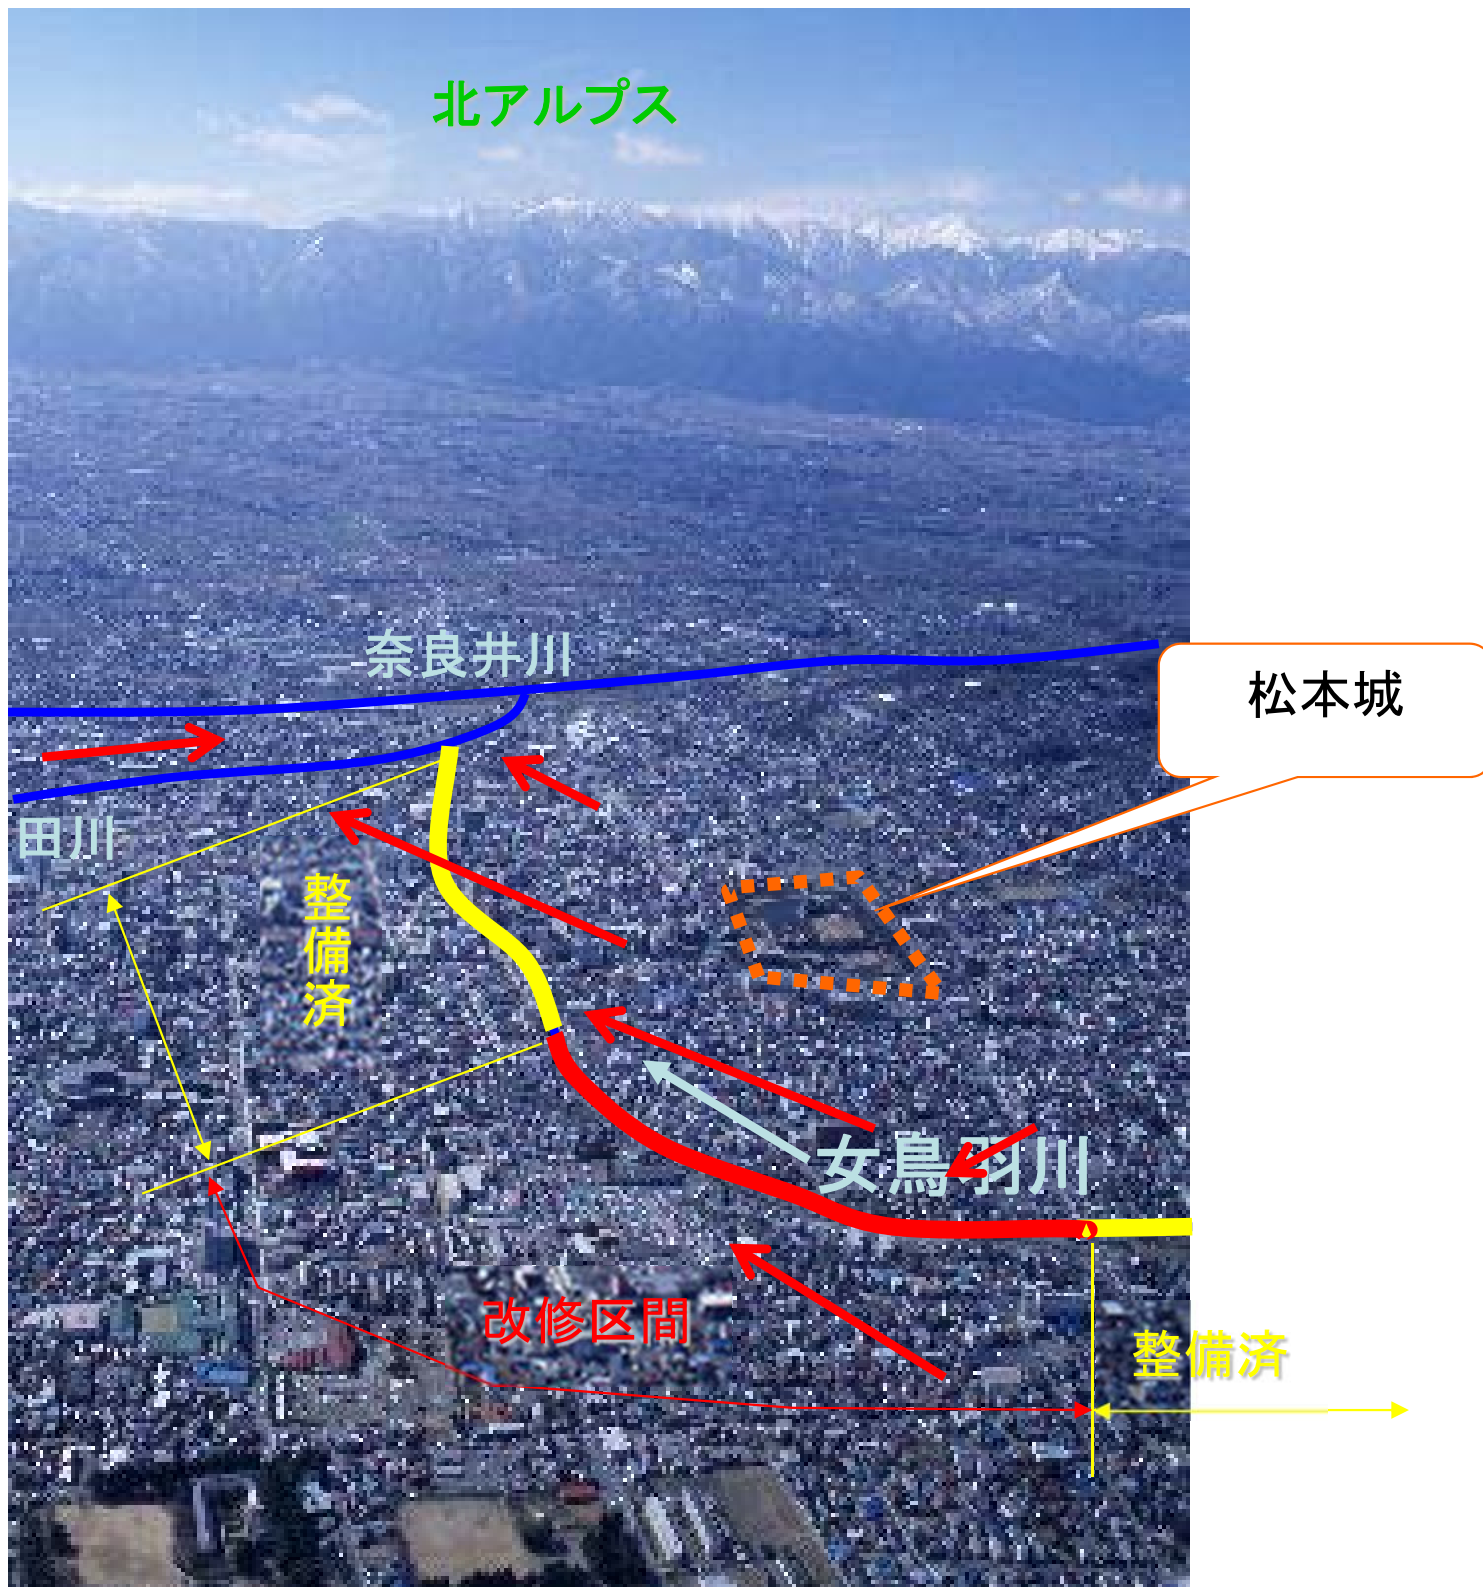 北アルプス
奈良井川
松本城
田川
整備済
女鳥羽川
改修区間
整備済